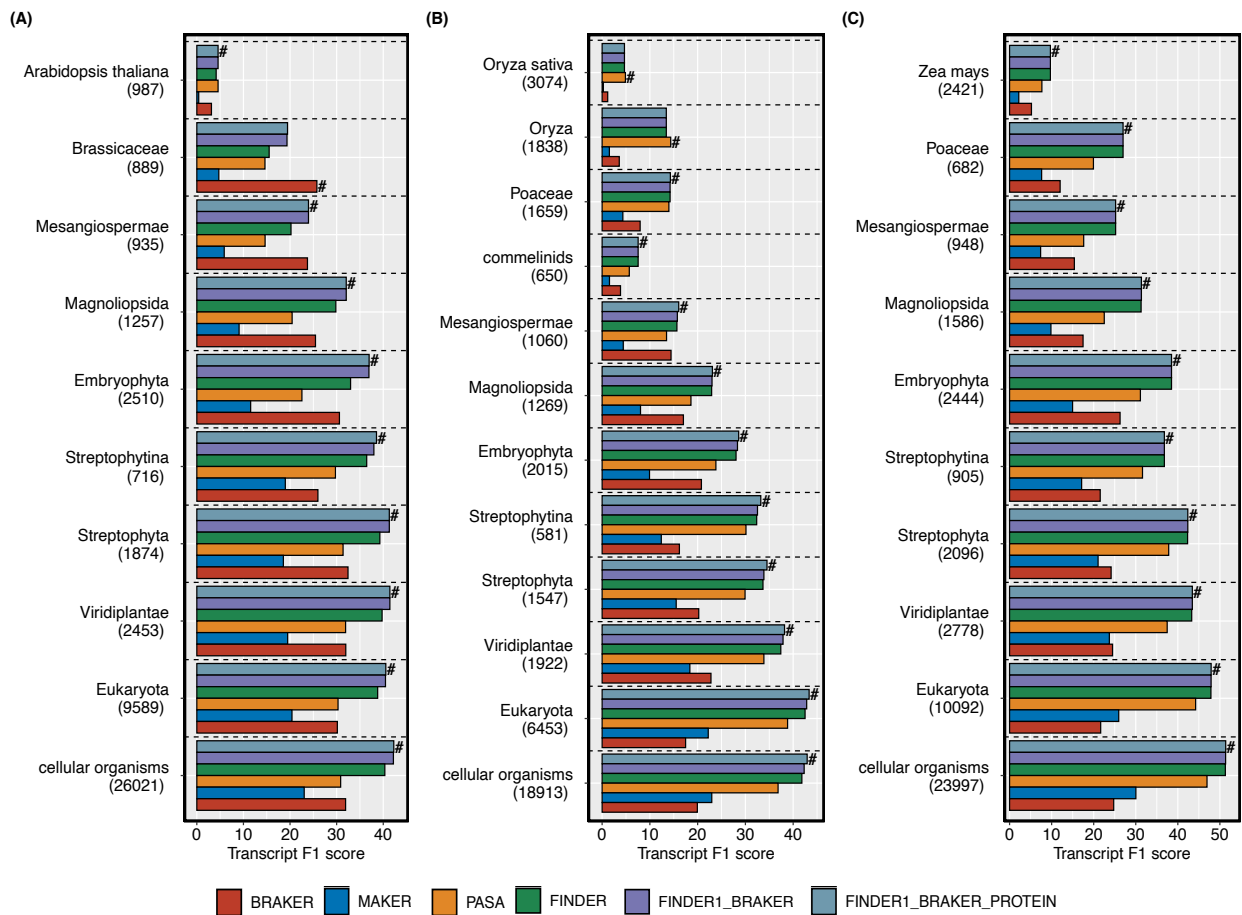 (A)
Arabidopsis thaliana
(987)
#
Brassicaceae
(889)
#
Mesangiospermae
(935)
#
Magnoliopsida
(1257)
#
Embryophyta
(2510)
#
Streptophytina
(716)
#
Streptophyta
(1874)
#
Viridiplantae
(2453)
#
Eukaryota
(9589)
#
cellular organisms
(26021)
#
0 10 20 30 40
Transcript F1 score
(B)
Oryza sativa
(3074)
#
Oryza
(1838)
#
Poaceae
(1659)
#
commelinids
(650)
#
Mesangiospermae
(1060)
#
Magnoliopsida
(1269)
#
Embryophyta
(2015)
#
Streptophytina
(581)
#
Streptophyta
(1547)
#
Viridiplantae
(1922)
#
Eukaryota
(6453)
#
cellular organisms
(18913)
#
0 10 20 30 40
Transcript F1 score
(C)
Zea mays
(2421)
#
Poaceae
(682)
#
Mesangiospermae
(948)
#
Magnoliopsida
(1586)
#
Embryophyta
(2444)
#
Streptophytina
(905)
#
Streptophyta
(2096)
#
Viridiplantae
(2778)
#
Eukaryota
(10092)
#
cellular organisms
(23997)
#
0 10 20 30 40 50
Transcript F1 score
BRAKER MAKER PASA FINDER FINDER1_BRAKER FINDER1_BRAKER_PROTEIN